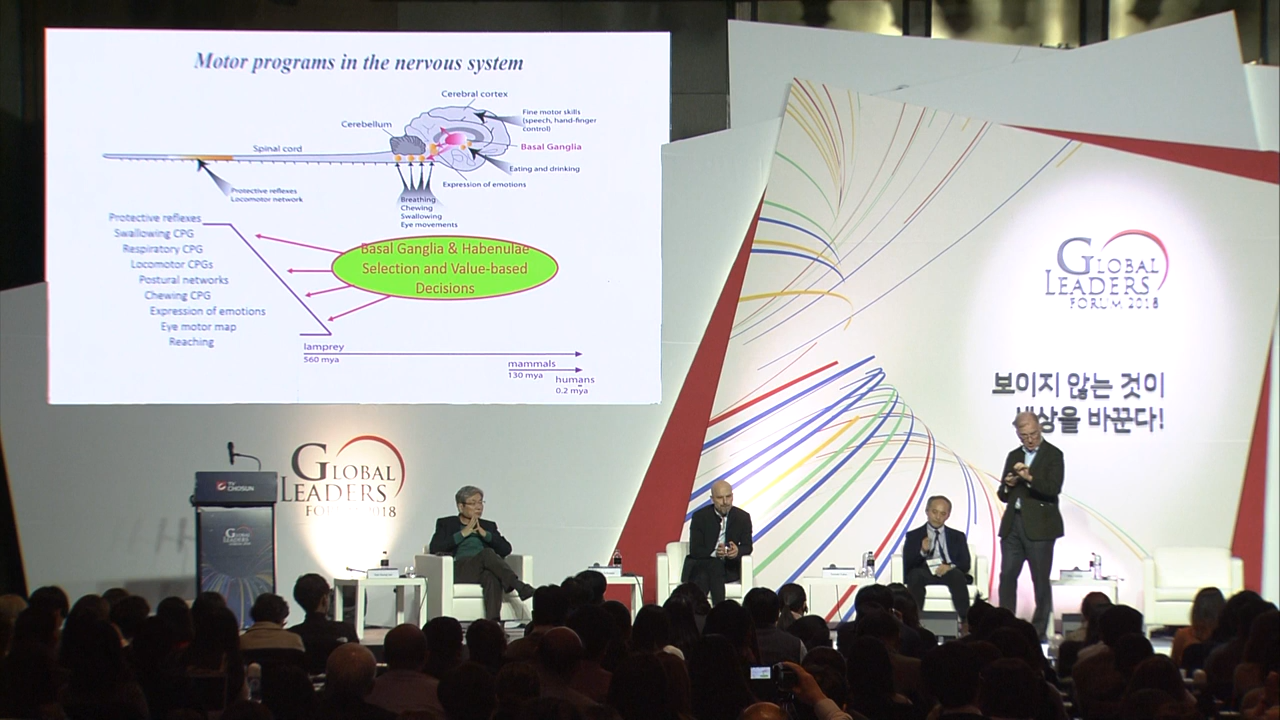 Motor programs in the nervous system
Cerebral cortex
Fine motor skills
(speech, hand-finger
control)
Cerebellum
Spinal cord
Basal Ganglia
Eating and drinking
Expression of emotions
Protective reflexes
Locomotor network
Breathing
Chewing
Swallowing
Eye movements
Protective reflexes
Swallowing CPG
Respiratory CPG
Locomotor CPGs
Postural networks
Chewing CPG
Expression of emotions
Eye motor map
Reaching
Basal Ganglia & Habenulae
Selection and Value-based
Decisions
lamprey
560 mya
mammals
130 mya
humans
0.2 mya
GLOBAL
LEADERS
FORUM 2018
보이지 않는 것이
세상을 바꾼다!
GLOBAL
LEADERS
FORUM 2018
TV
CHOSUN
GLOBAL
LEADERS